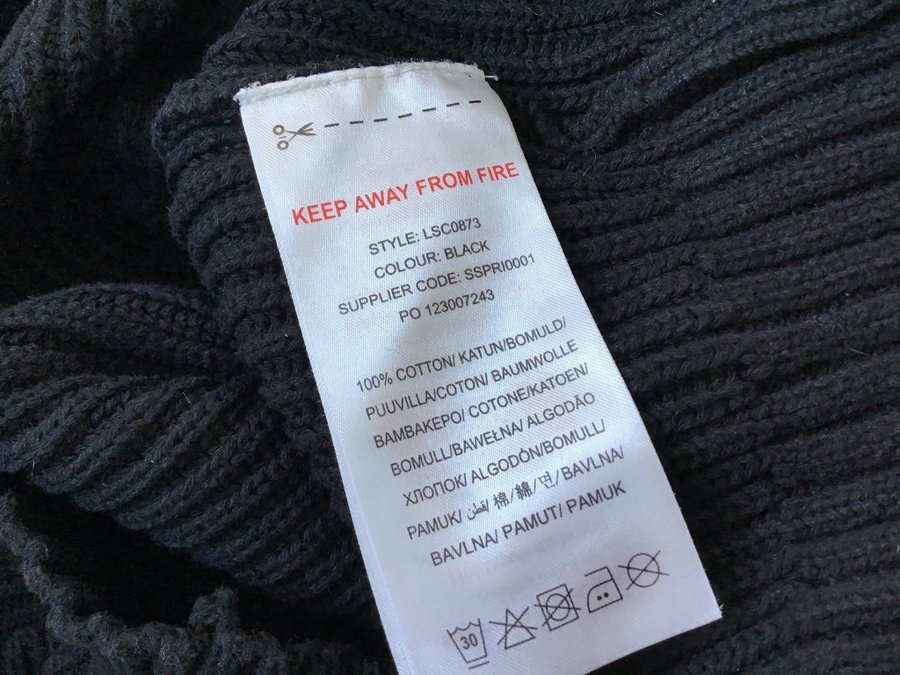 KEEP AWAY FROM FIRE
STYLE: LSC0873
COLOUR: BLACK
SUPPLIER CODE: SSPRI0001
PO 123007243
100% COTTON/ KATUN/BOMULD/
PUUVILLA/COTON/ BAUMWOLLE
ΒΑΜΒΑΚΕΡΟ/ COTONE/KATOEN/
BOMULL/BAWEŁNA/ ALGODÃO
ХЛОПОК/ ALGODÓN/BOMULL/
PAMUK/ قطن/ 棉/ 綿/ 면/ BAVLNA/
BAVLNA/ PAMUT/ PAMUK
30